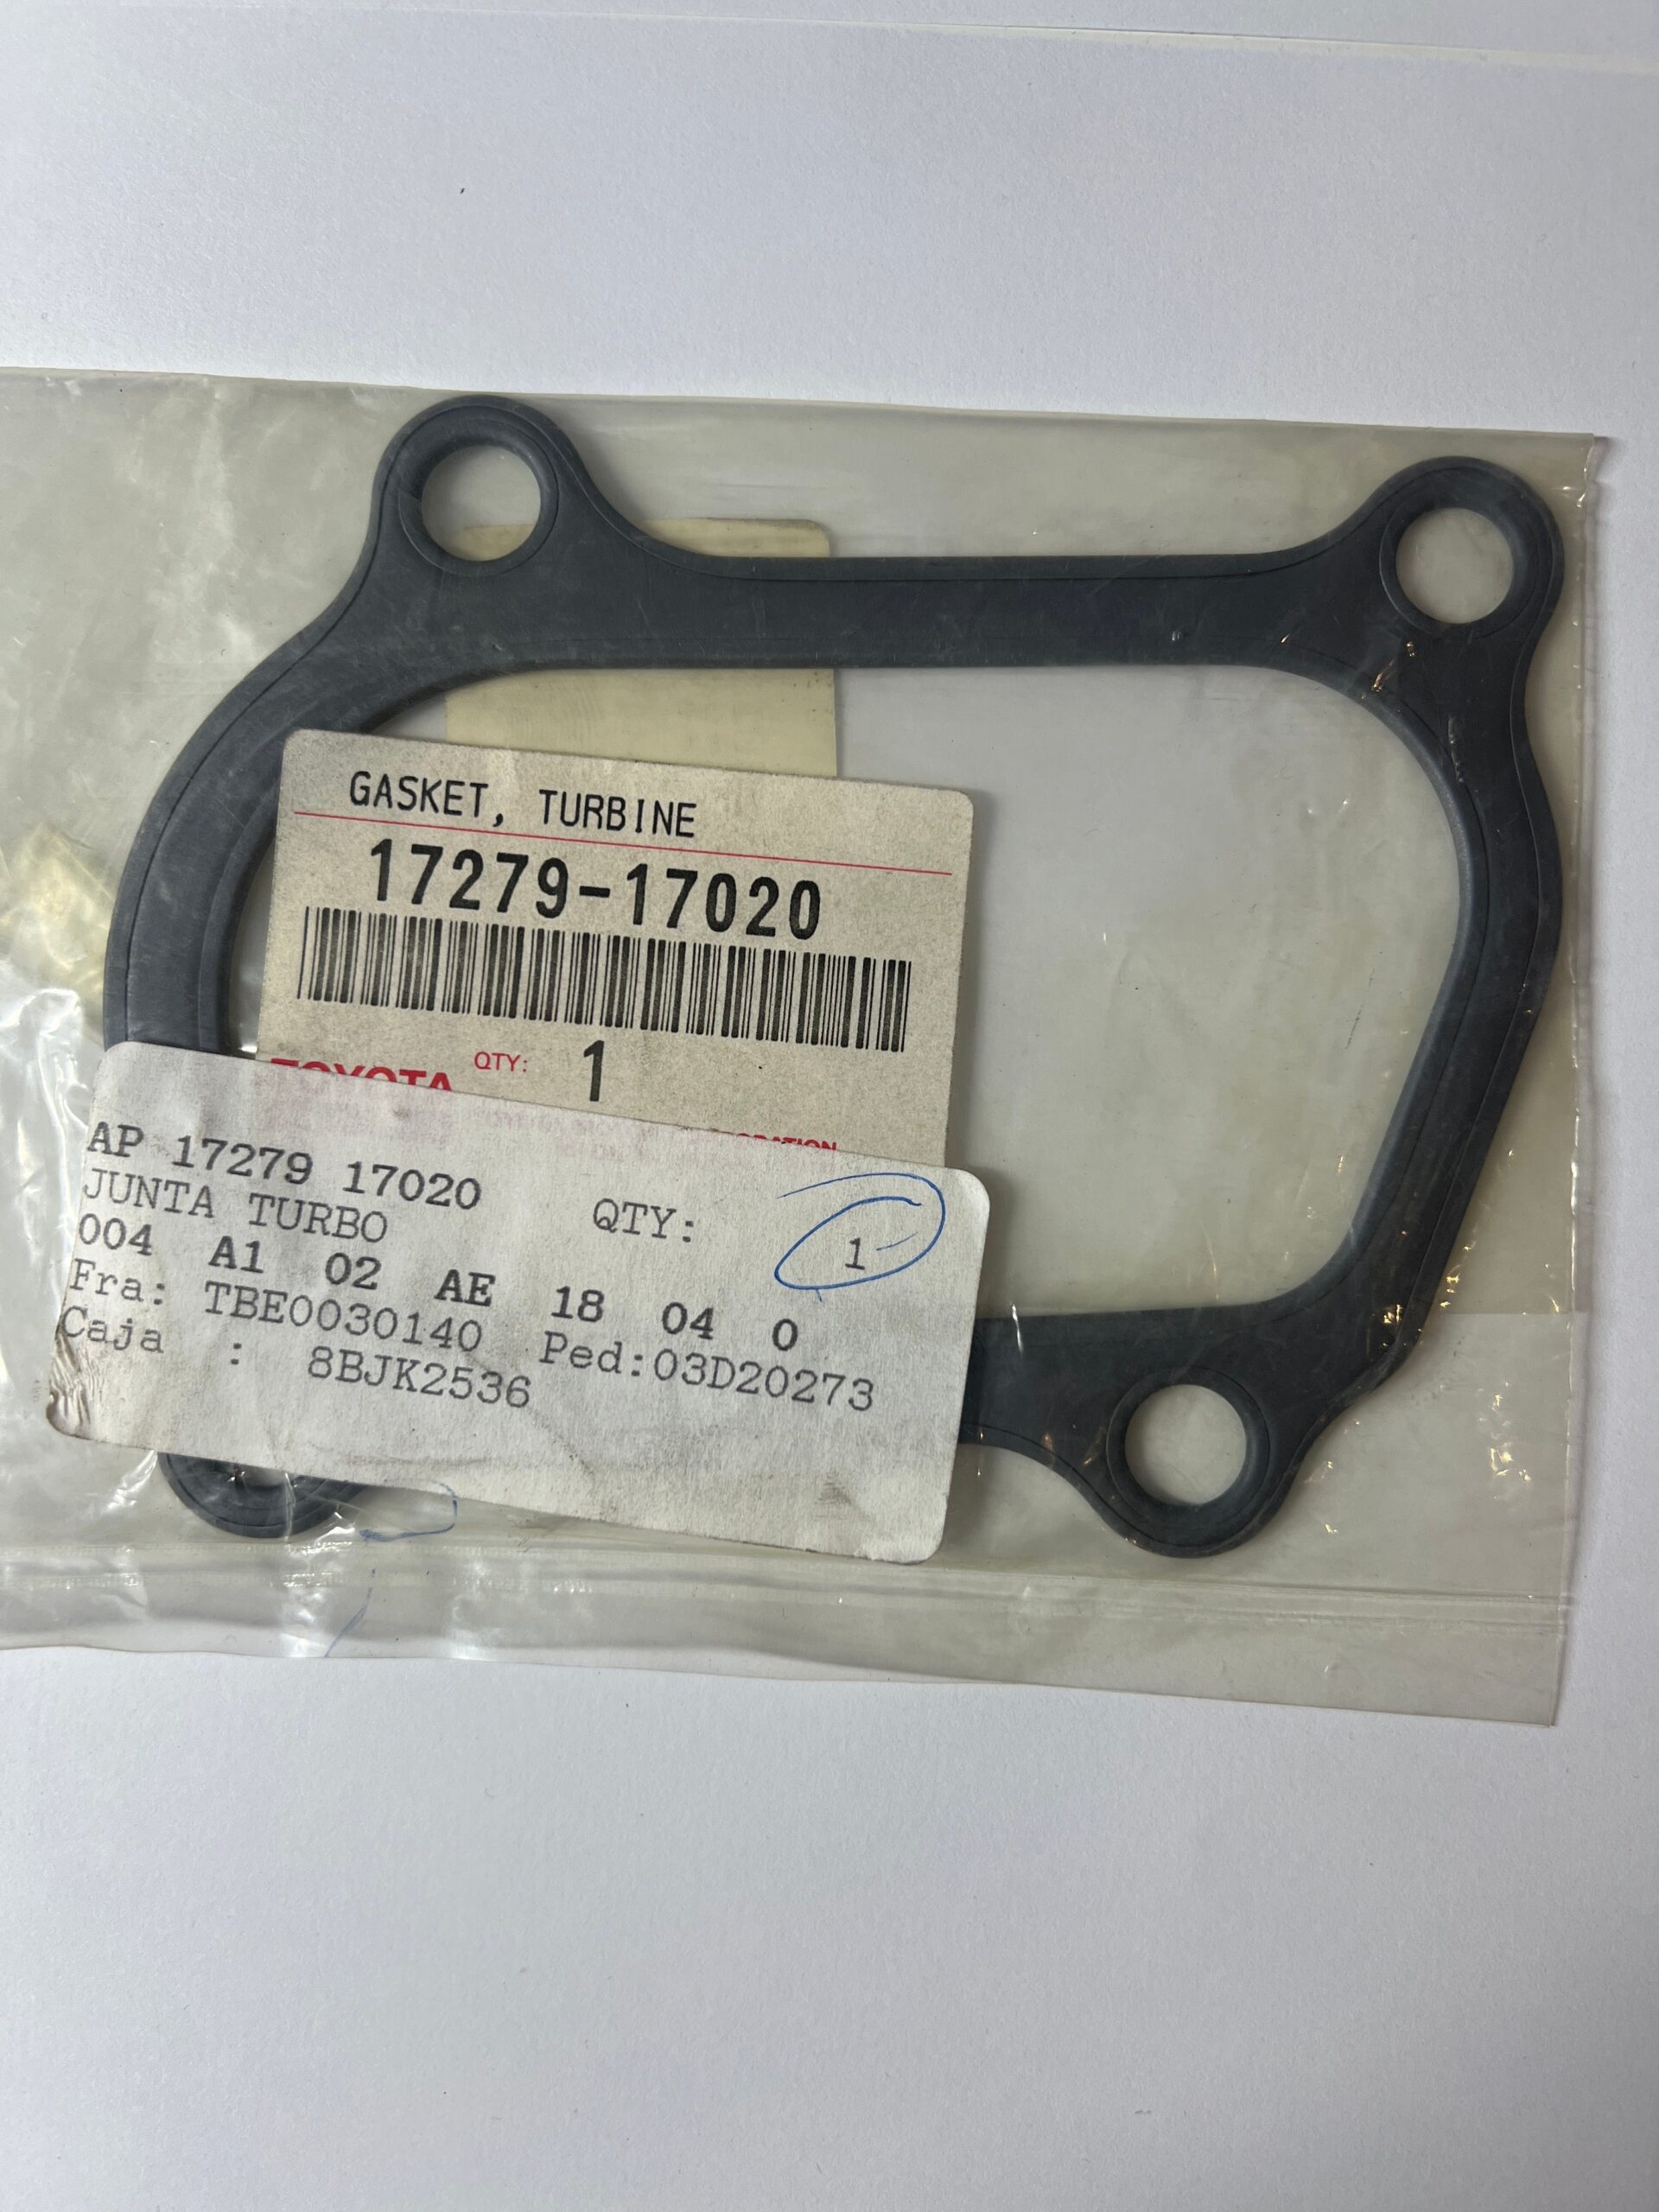 GASKET, TURBINE
17279-17020
TOYOTA QTY: 1
AP 17279 17020
JUNTA TURBO QTY: 1
004 A1 02 AE 18 04 0
Fra: TBE0030140 Ped:03D20273
Caja : 8BJK2536